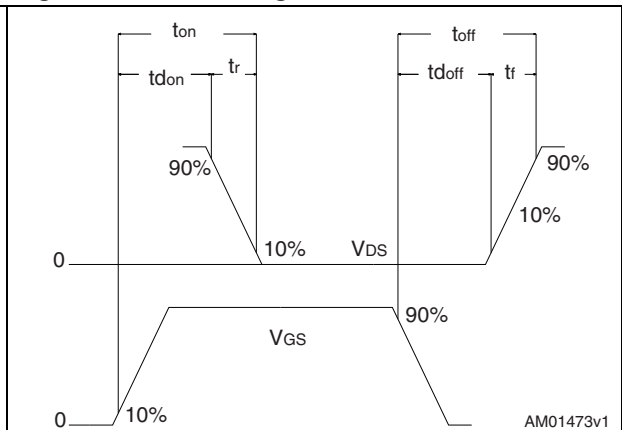 ton toff
tdon tr tdoff tf
90% 90%
10%
0 10% VDS
VGS 90%
0 10% AM01473v1